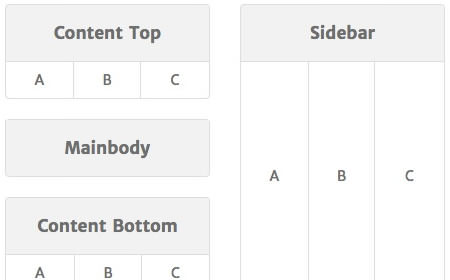 Content Top
A B C
Mainbody
Content Bottom
A B C
Sidebar
A B C